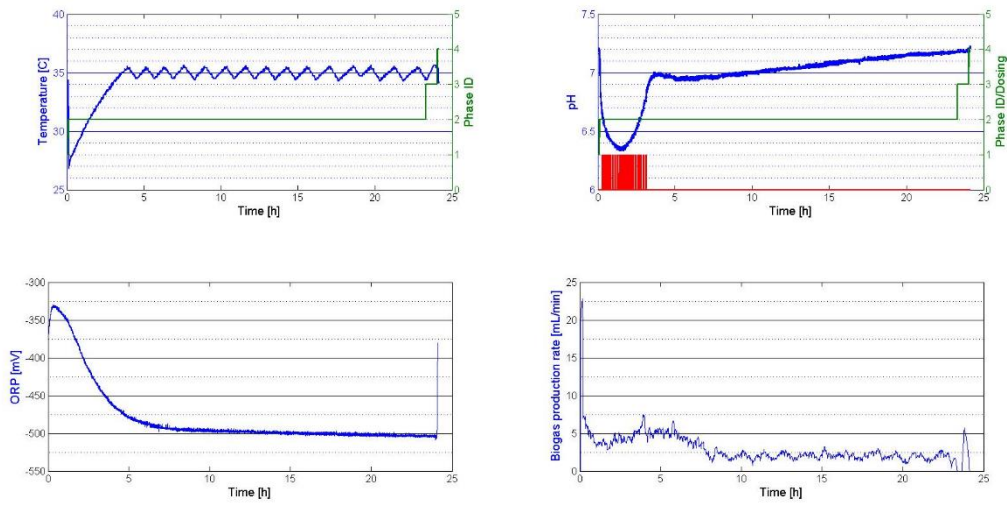 40
35
30
25
Temperature [C]
5
4
3
2
1
0
Phase ID
0 5 10 15 20 25
Time [h]
7.5
7
6.5
6
pH
5
4
3
2
1
0
Phase ID/Dosing
0 5 10 15 20 25
Time [h]
-300
-350
-400
-450
-500
-550
ORP [mV]
0 5 10 15 20 25
Time [h]
25
20
15
10
5
0
Biogas production rate [mL/min]
0 5 10 15 20 25
Time [h]